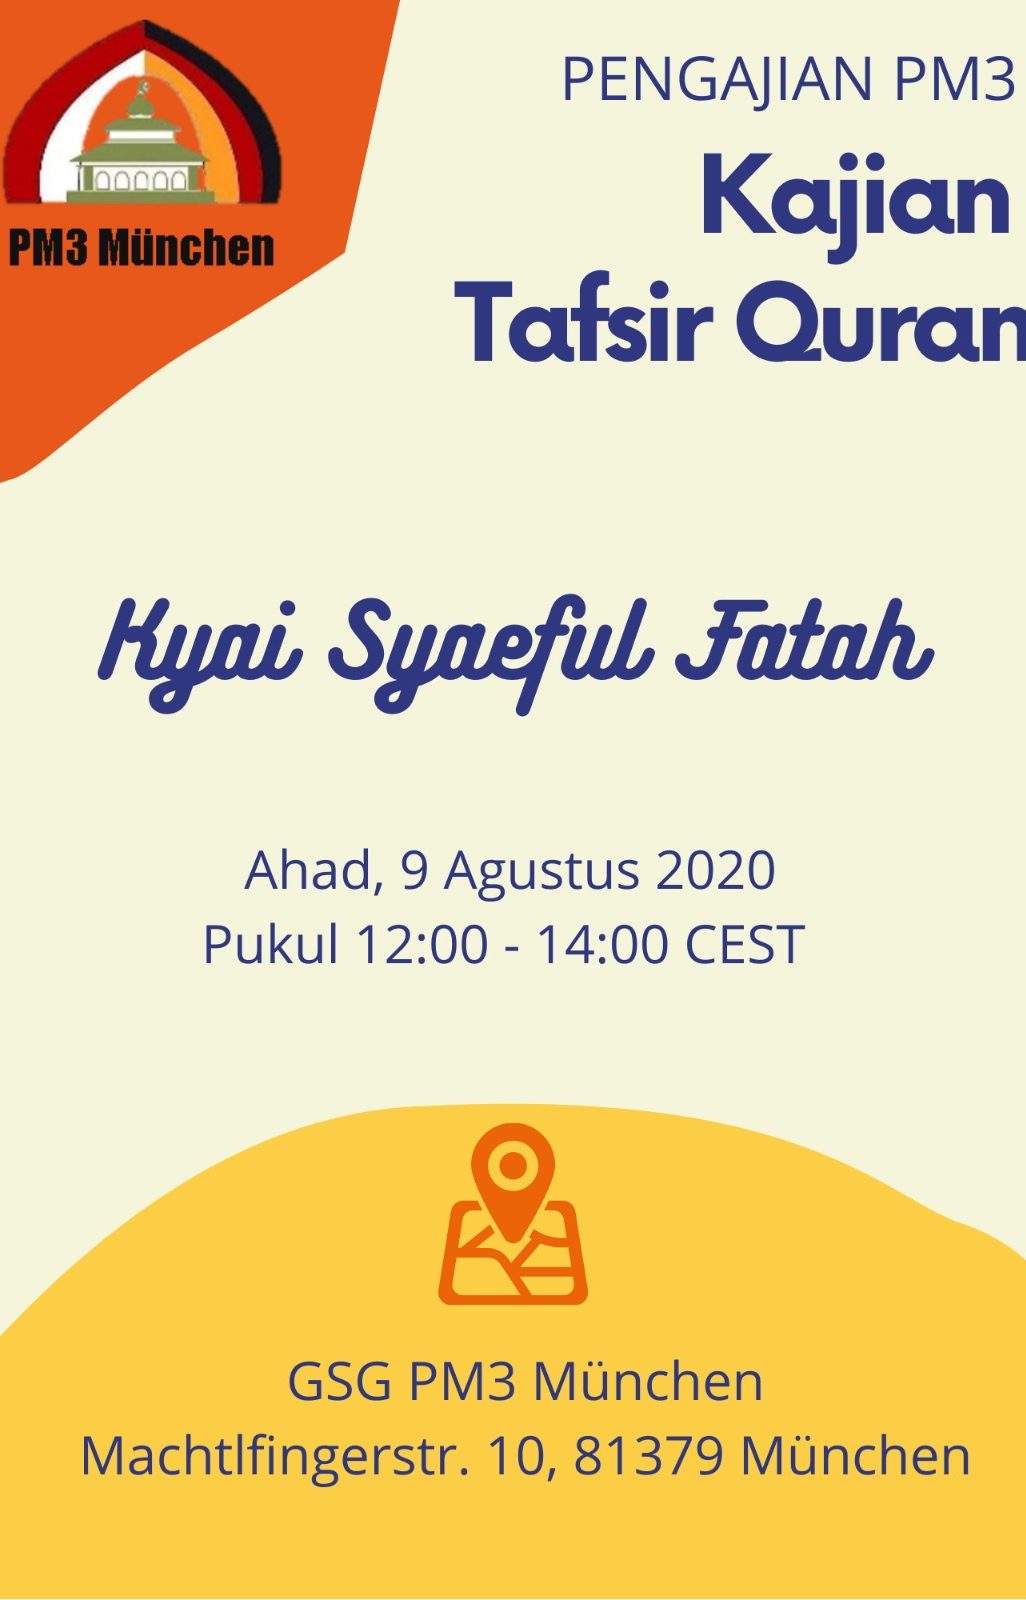 PM3 München
PENGAJIAN PM3
Kajian
Tafsir Quran
Kyai Syaeful Fatah
Ahad, 9 Agustus 2020
Pukul 12:00 - 14:00 CEST
GSG PM3 München
Machtlfingerstr. 10, 81379 München